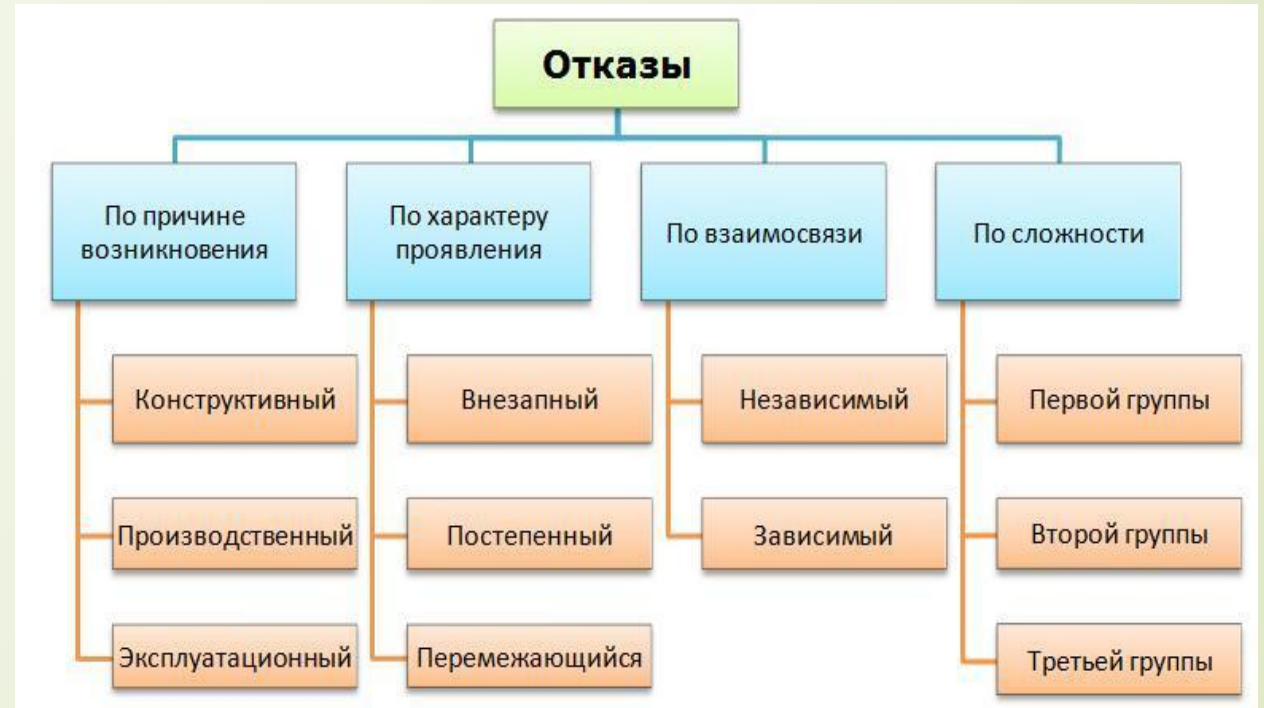 Отказы
По причине
возникновения
По характеру
проявления
По взаимосвязи
По сложности
Конструктивный
Внезапный
Независимый
Первой группы
Производственный
Постепенный
Зависимый
Второй группы
Эксплуатационный
Перемежающийся
Третьей группы